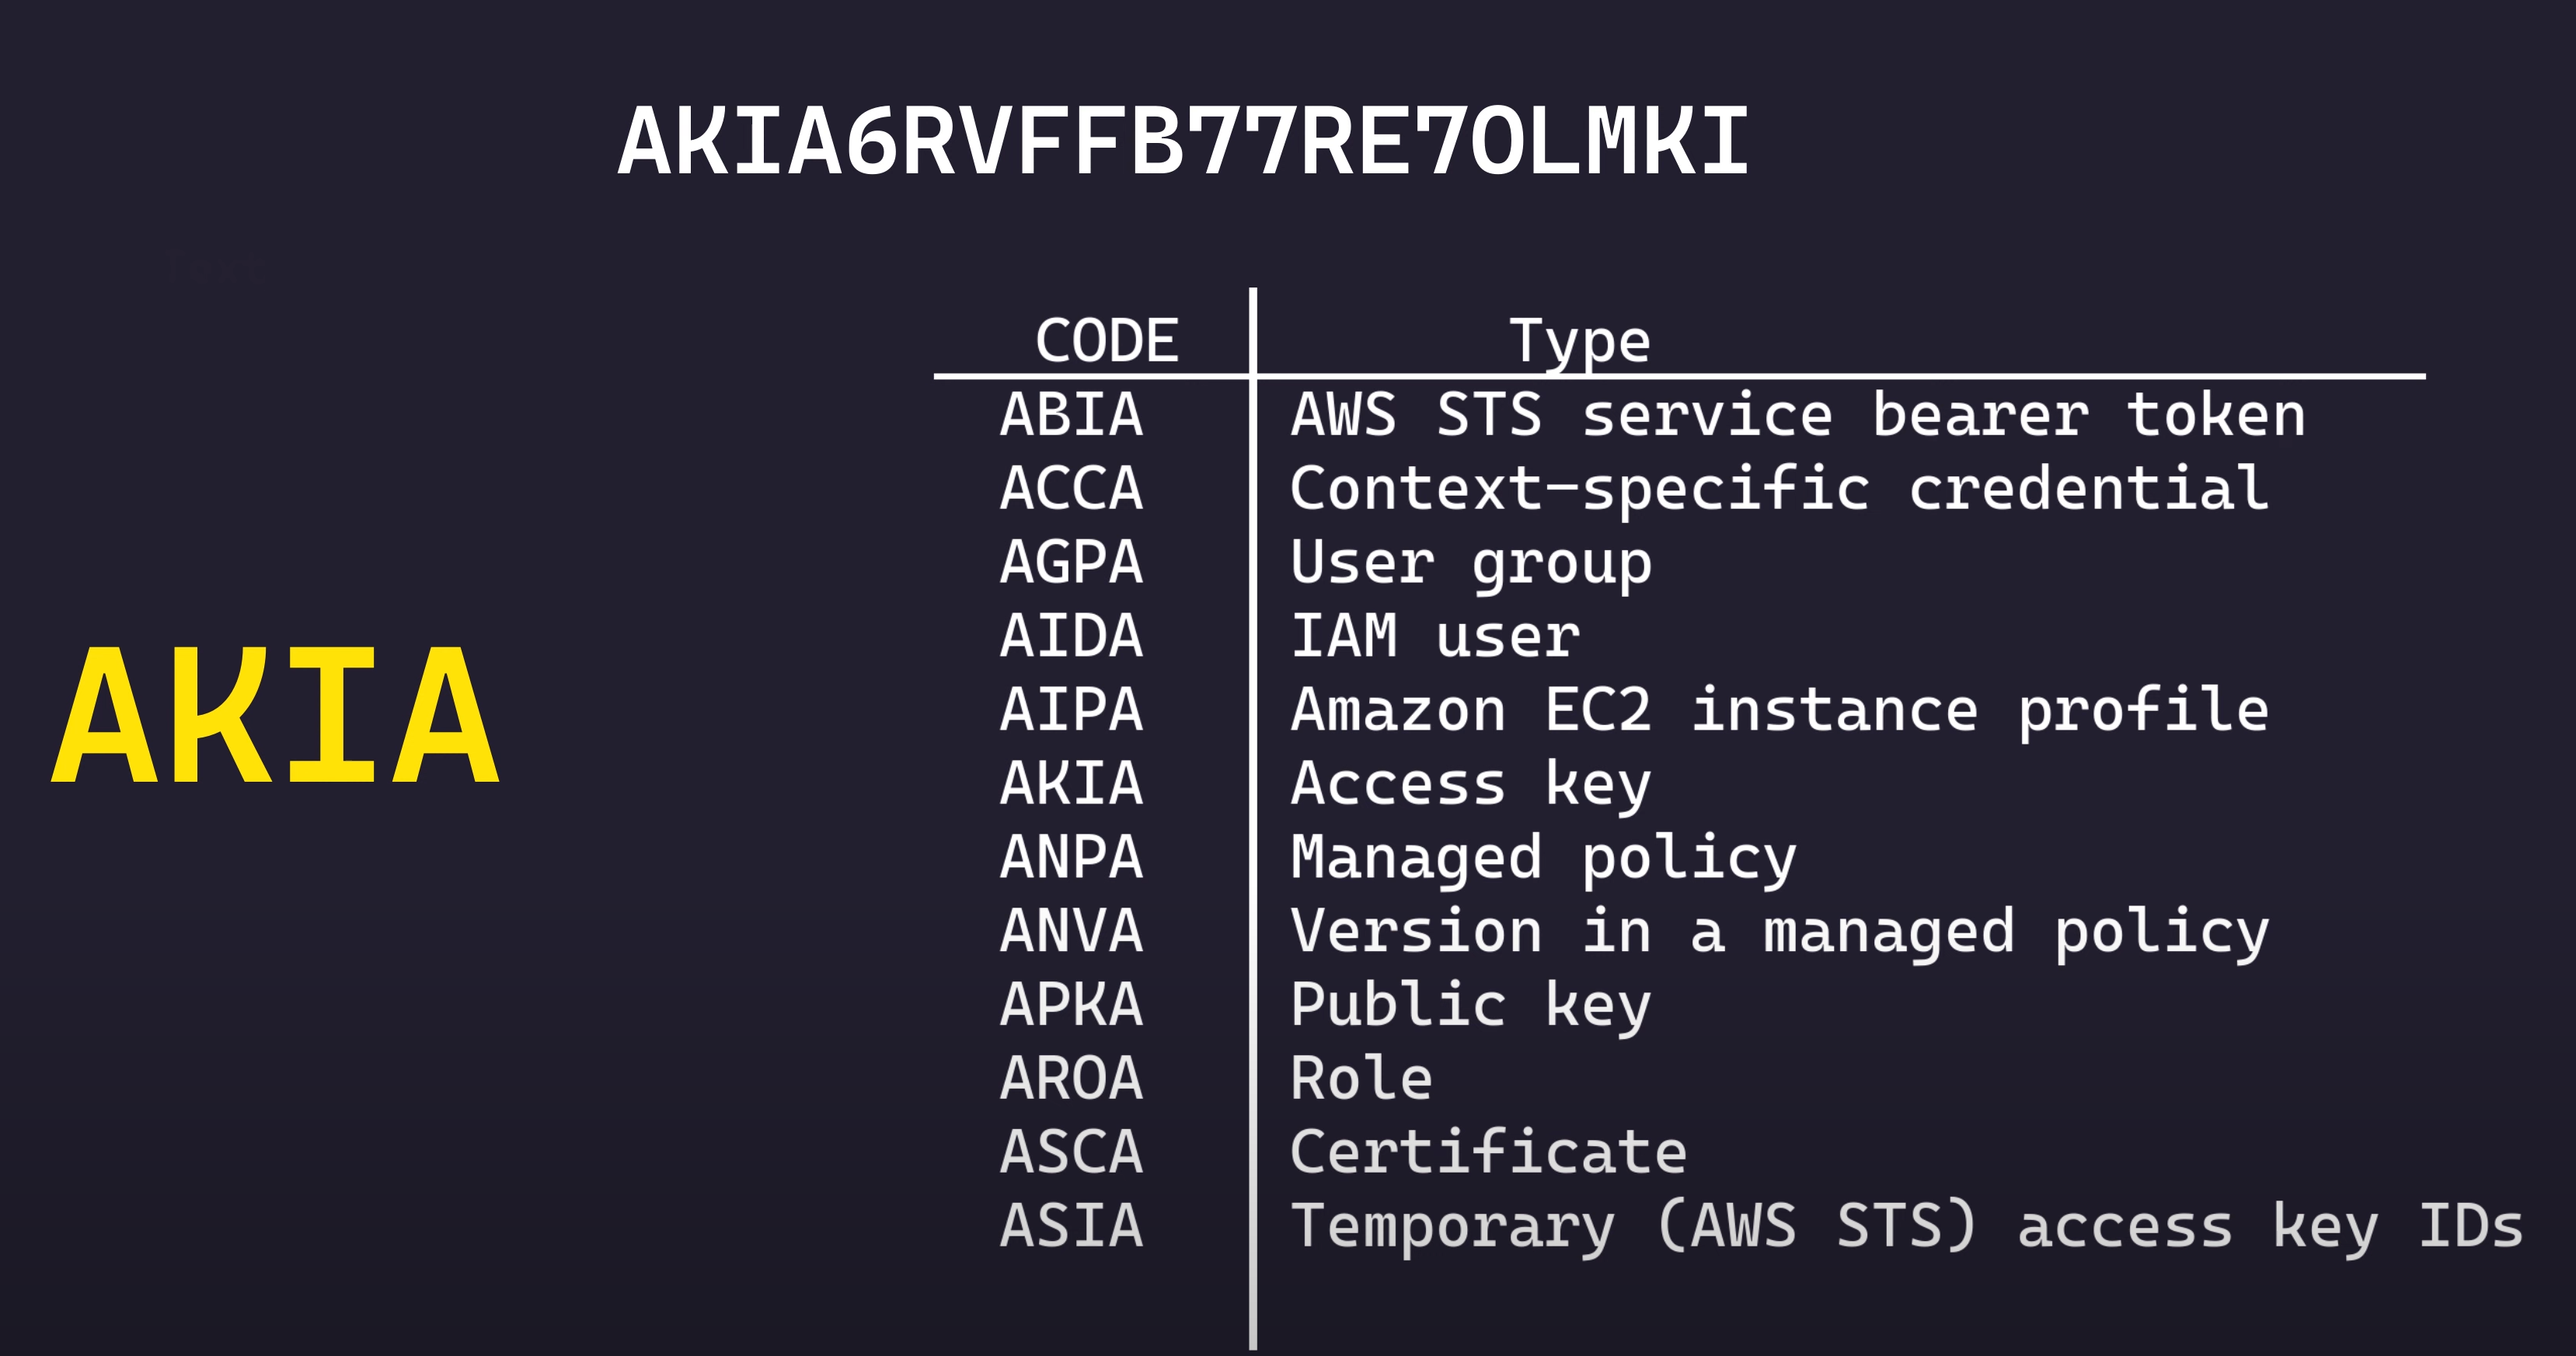 AKIA6RVFFB77RE7OLMKI
CODE Type
ABIA AWS STS service bearer token
ACCA Context-specific credential
AGPA User group
AIDA IAM user
AIPA Amazon EC2 instance profile
AKIA
AKIA Access key
ANPA Managed policy
ANVA Version in a managed policy
APKA Public key
AROA Role
ASCA Certificate
ASIA Temporary (AWS STS) access key IDs